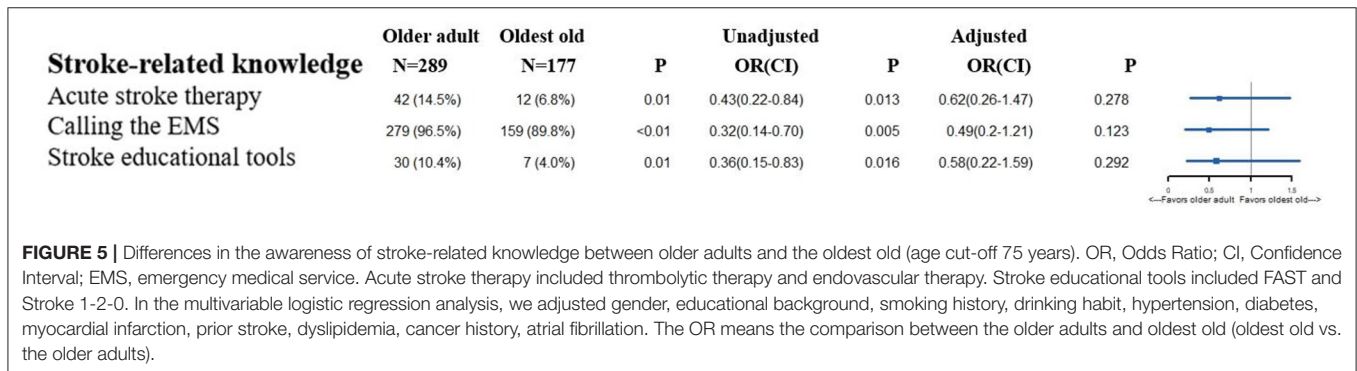 Older adult Oldest old Unadjusted Adjusted
Stroke-related knowledge N=289 N=177 P OR(CI) P OR(CI) P
Acute stroke therapy 42 (14.5%) 12 (6.8%) 0.01 0.43(0.22-0.84) 0.013 0.62(0.26-1.47) 0.278
Calling the EMS 279 (96.5%) 159 (89.8%) <0.01 0.32(0.14-0.70) 0.005 0.49(0.2-1.21) 0.123
Stroke educational tools 30 (10.4%) 7 (4.0%) 0.01 0.36(0.15-0.83) 0.016 0.58(0.22-1.59) 0.292
0 0.5 1 1.5
<---Favors older adult Favors oldest old--->
FIGURE 5 | Differences in the awareness of stroke-related knowledge between older adults and the oldest old (age cut-off 75 years). OR, Odds Ratio; CI, Confidence
Interval; EMS, emergency medical service. Acute stroke therapy included thrombolytic therapy and endovascular therapy. Stroke educational tools included FAST and
Stroke 1-2-0. In the multivariable logistic regression analysis, we adjusted gender, educational background, smoking history, drinking habit, hypertension, diabetes,
myocardial infarction, prior stroke, dyslipidemia, cancer history, atrial fibrillation. The OR means the comparison between the older adults and oldest old (oldest old vs.
the older adults).